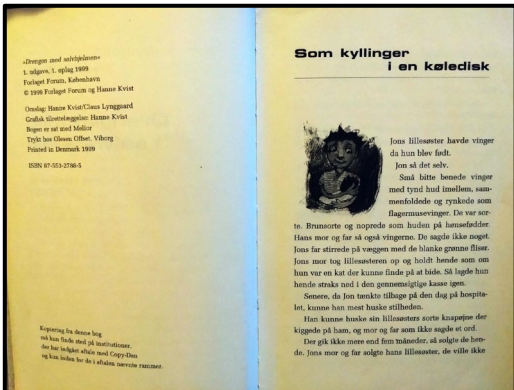 »Drengen med sølvhjelmen«
1. udgave, 1. oplag 1999
Forlaget Forum, København
© 1999 Forlaget Forum og Hanne Kvist
Omslag: Hanne Kvist/Claus Lynggaard
Grafisk tilrettelæggelse: Hanne Kvist
Bogen er sat med Melior
Trykt hos Olesen Offset, Viborg
Printed in Denmark 1999
ISBN 87-553-2768-5
Kopiering fra denne bog
må kun finde sted på institutioner,
der har indgået aftale med Copy-Dan
og kun inden for de i aftalen nævnte rammer.
Som kyllinger
i en køledisk
Jons lillesøster havde vinger
da hun blev født.
Jon så det selv.
Små bitte benede vinger
med tynd hud imellem, sam-
menfoldede og rynkede som
flagermusevinger. De var sor-
te. Brunsorte og noprede som huden på hønsefødder.
Hans mor og far så også vingerne. De sagde ikke noget.
Jons far stirrede på væggen med de blanke grønne fliser.
Jons mor tog lillesøsteren op og holdt hende som om
hun var en kat der kunne finde på at bide. Så lagde hun
hende straks ned i den gennemsigtige kasse igen.
Senere, da Jon tænkte tilbage på den dag på hospita-
let, kunne han mest huske stilheden.
Han kunne huske sin lillesøsters sorte knapøjne der
kiggede på ham, og mor og far som ikke sagde et ord.
Der gik ikke mere end fem måneder, så solgte de hen-
de. Jons mor og far solgte hans lillesøster, de ville ikke